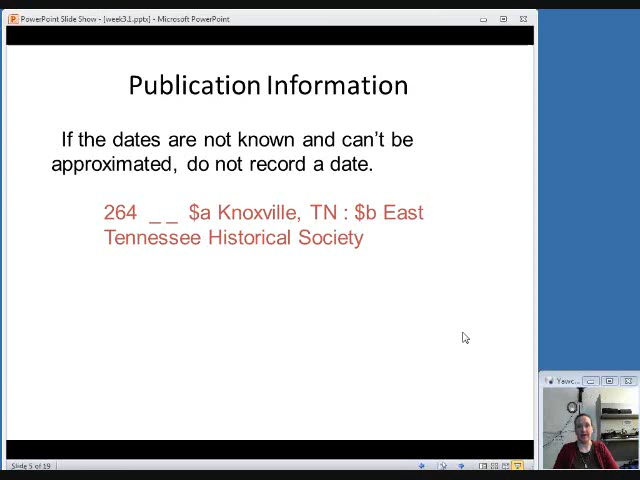 PowerPoint Slide Show - [week3.1.pptx] - Microsoft PowerPoint
Publication Information
If the dates are not known and can't be
approximated, do not record a date.
264 _ _ $a Knoxville, TN : $b East
Tennessee Historical Society
Yawc...
Slide 5 of 19